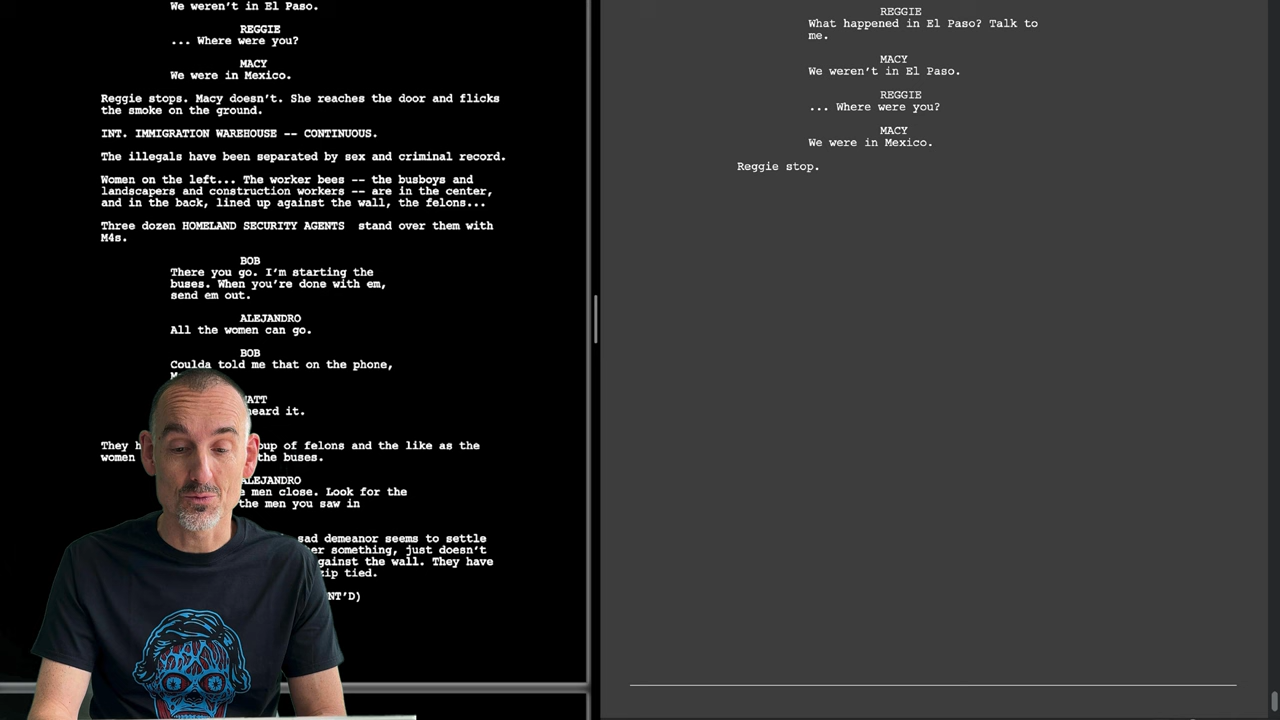 We weren't in El Paso.
REGGIE
... Where were you?
MACY
We were in Mexico.
Reggie stops. Macy doesn't. She reaches the door and flicks
the smoke on the ground.
INT. IMMIGRATION WAREHOUSE -- CONTINUOUS.
The illegals have been separated by sex and criminal record.
Women on the left... The worker bees -- the busboys and
landscapers and construction workers -- are in the center,
and in the back, lined up against the wall, the felons...
Three dozen HOMELAND SECURITY AGENTS  stand over them with
M4s.
BOB
There you go. I'm starting the
buses. When you're done with em,
send em out.
ALEJANDRO
All the women can go.
BOB
Coulda told me that on the phone,
heard it.
They
of felons and the like as the
women
the buses.
ALEJANDRO
men close. Look for the
the men you saw in
sad demeanor seems to settle
something, just doesn't
against the wall. They have
zip tied.
REGGIE
What happened in El Paso? Talk to
me.
MACY
We weren't in El Paso.
REGGIE
... Where were you?
MACY
We were in Mexico.
Reggie stop.